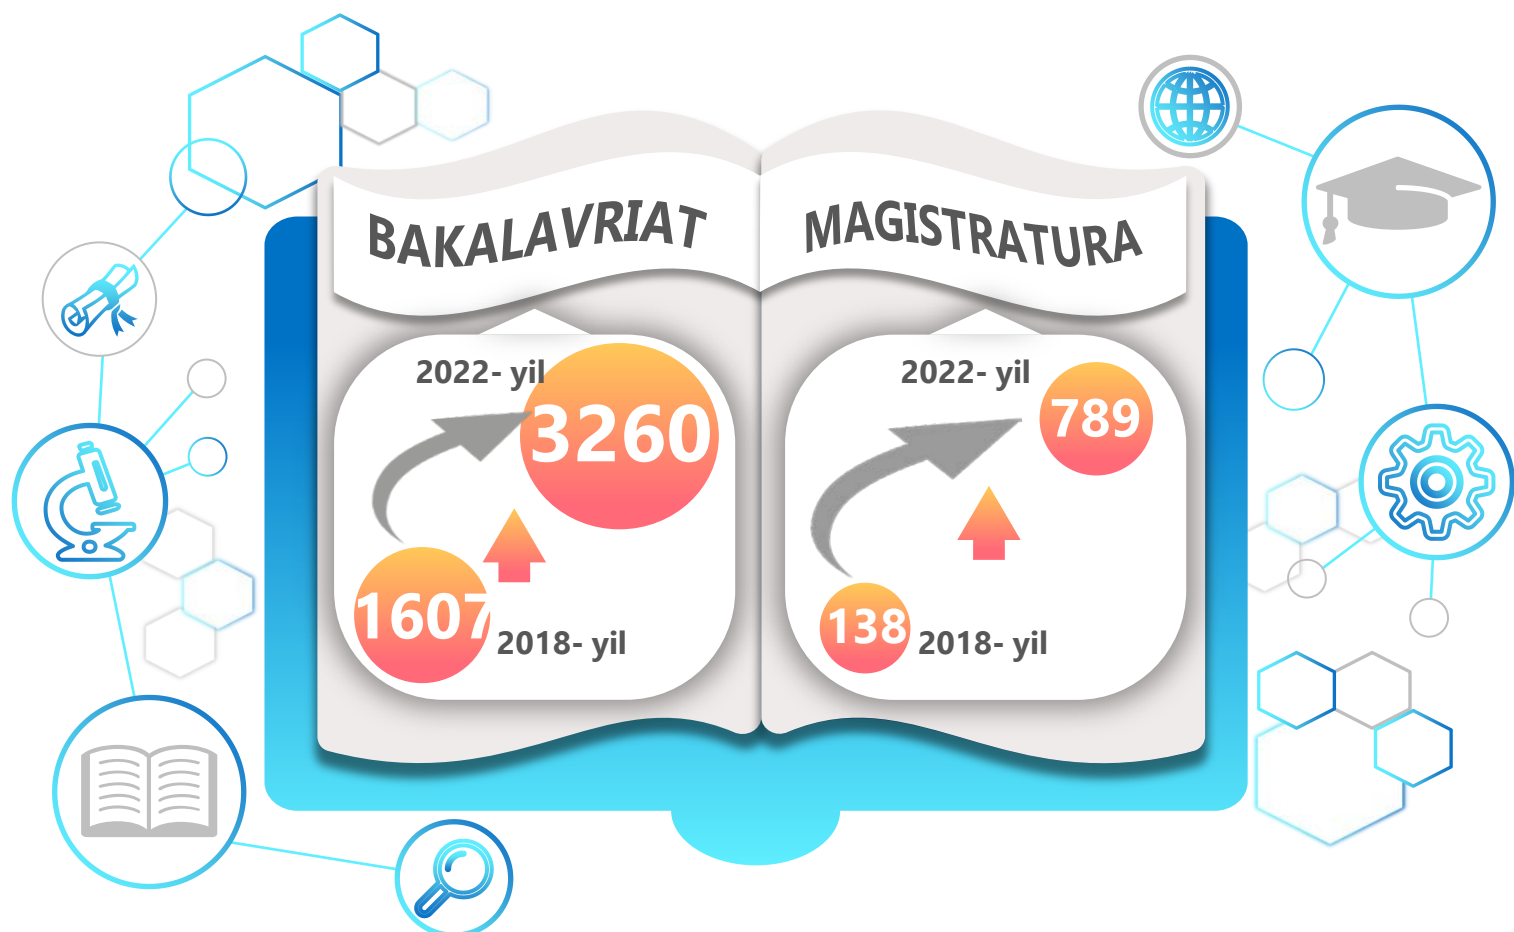 BAKALAVRIAT
2022- yil
3260
1607
2018- yil
MAGISTRATURA
2022- yil
789
138
2018- yil